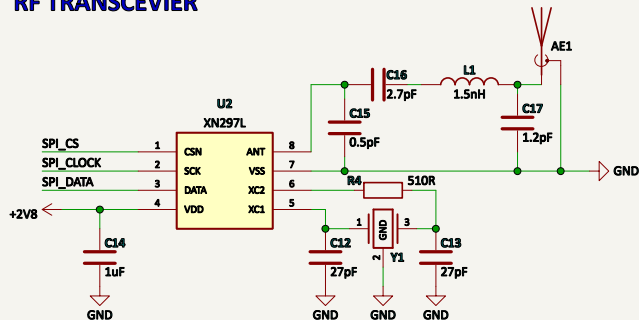 RF TRANSCEVIER
AE1
C16
2.7pF
L1
1.5nH
C15
0.5pF
C17
1.2pF
U2
XN297L
SPI_CS
SPI_CLOCK
SPI_DATA
+2V8
1 CSN ANT 8
2 SCK VSS 7
3 DATA XC2 6
4 VDD XC1 5
GND
R4 510R
1 GND 3
2
Y1
C14
1uF
C12
27pF
C13
27pF
GND
GND
GND
GND